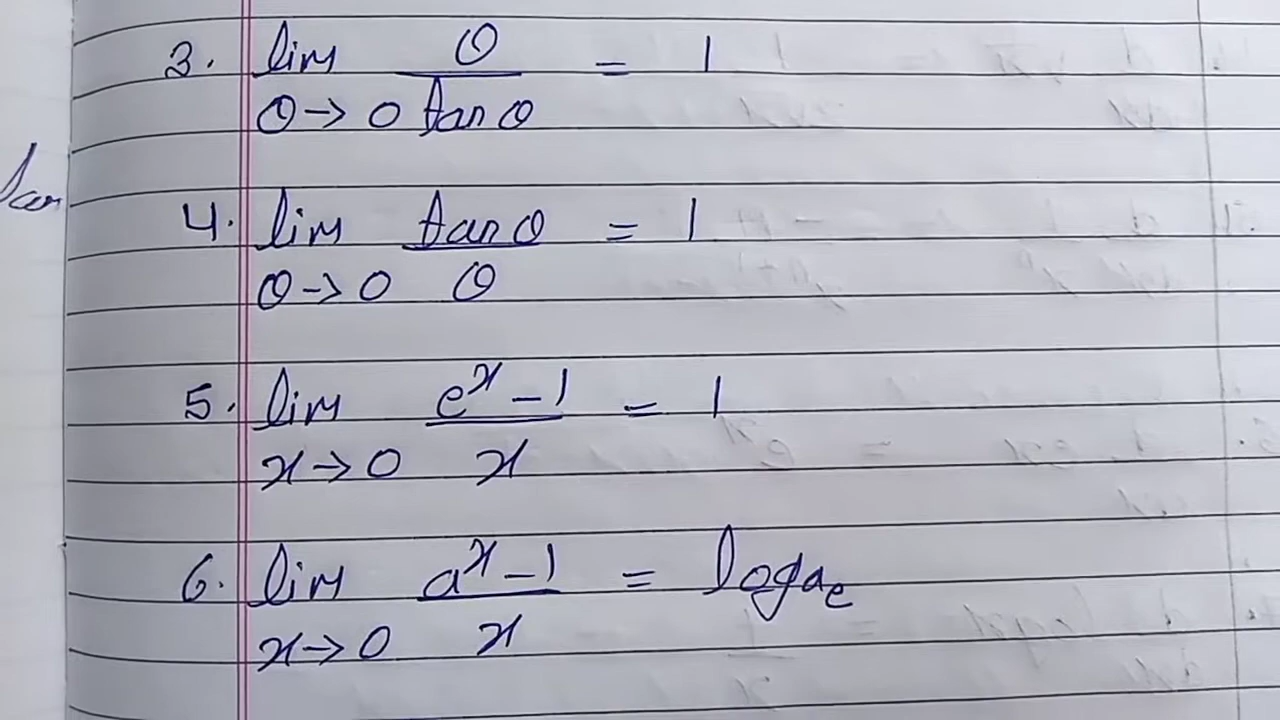 3. lim θ/tanθ = 1
θ→0
4. lim tanθ/θ = 1
θ→0
5. lim (e^x-1)/x = 1
x→0
6. lim (a^x-1)/x = loga_e
x→0